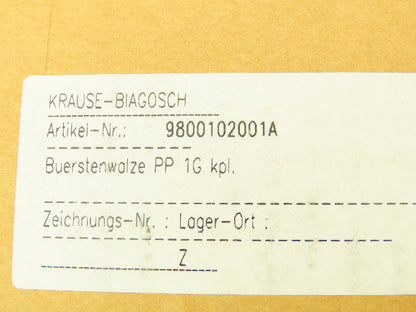 KRAUSE-BIAGOSCH
Artikel-Nr.: 9800102001A
Buerstenwalze PP 1G kpl.
Zeichnungs-Nr. : Lager-Ort :
Z